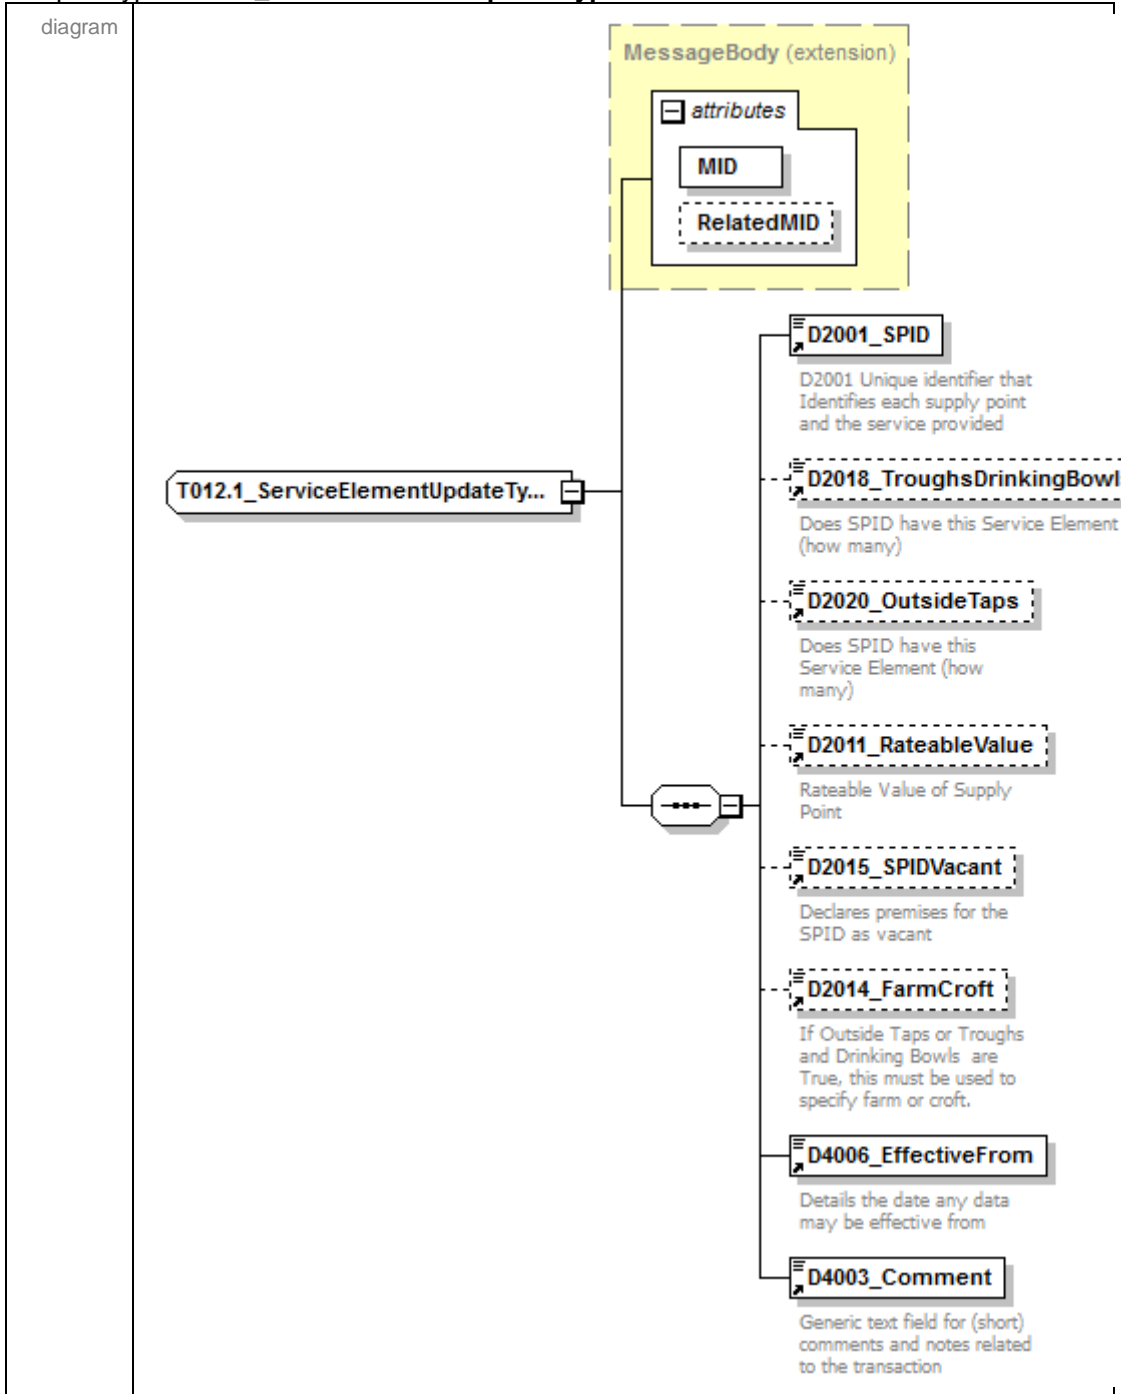 diagram
MessageBody (extension)
attributes
MID
RelatedMID
D2001_SPID
D2001 Unique identifier that
Identifies each supply point
and the service provided
T012.1_ServiceElementUpdateTy...
D2018_TroughsDrinkingBowl
Does SPID have this Service Element
(how many)
D2020_OutsideTaps
Does SPID have this
Service Element (how
many)
D2011_RateableValue
Rateable Value of Supply
Point
D2015_SPIDVacant
Declares premises for the
SPID as vacant
D2014_FarmCroft
If Outside Taps or Troughs
and Drinking Bowls are
True, this must be used to
specify farm or croft.
D4006_EffectiveFrom
Details the date any data
may be effective from
D4003_Comment
Generic text field for (short)
comments and notes related
to the transaction